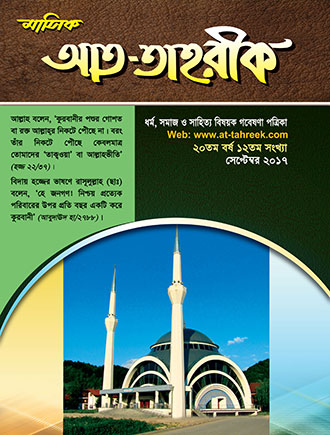 মাসিক
আত-তাহরীক
আল্লাহ বলেন, 'কুরবানীর পশুর গোশত
বা রক্ত আল্লাহ্‌র নিকটে পৌঁছে না। বরং
তাঁর নিকটে পৌঁছে কেবলমাত্র
তোমাদের 'তাক্বওয়া' বা আল্লাহভীতি'
(হজ্জ ২২/৩৭)।
বিদায় হজ্জের ভাষণে রাসূলুল্লাহ (ছাঃ)
বলেন, 'হে জনগণ! নিশ্চয় প্রত্যেক
পরিবারের উপর প্রতি বছর একটি করে
কুরবানী' (আবুদাউদ হা/২৭৮৮)।
ধর্ম, সমাজ ও সাহিত্য বিষয়ক গবেষণা পত্রিকা
Web: www.at-tahreek.com
২০তম বর্ষ ১২তম সংখ্যা
সেপ্টেম্বর ২০১৭